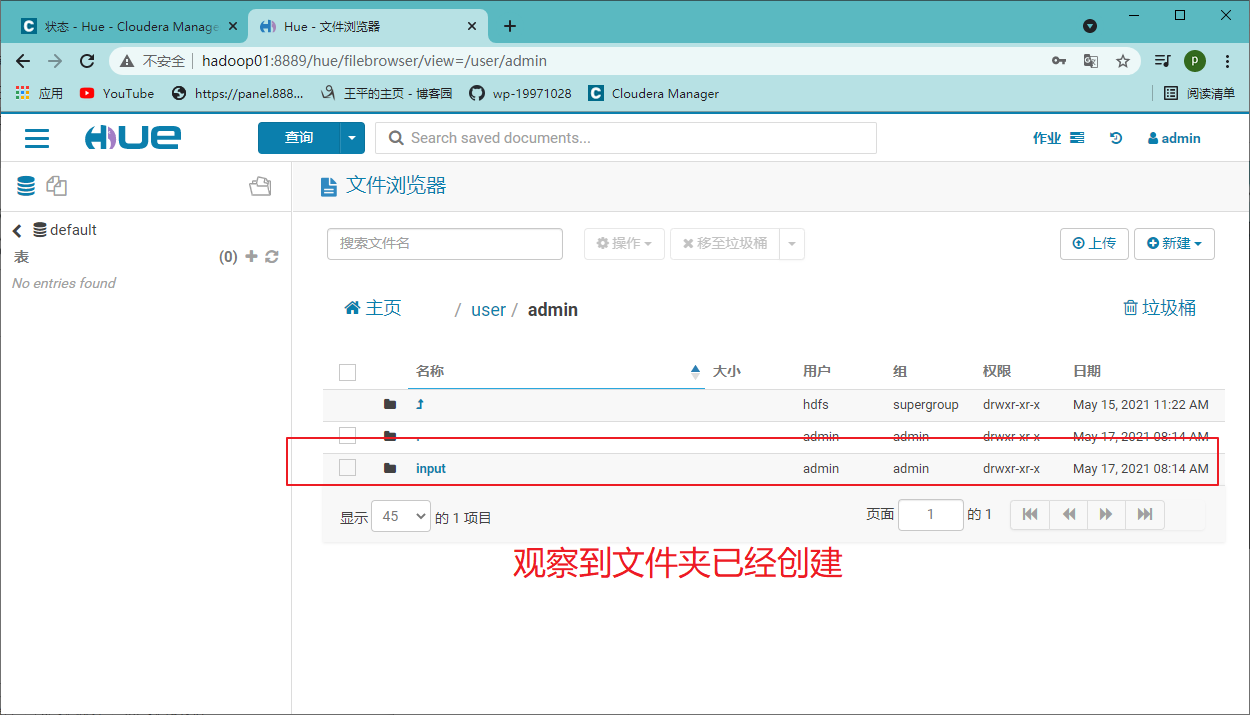 状态 - Hue - Cloudera Manage
Hue - 文件浏览器
不安全 hadoop01:8889/hue/filebrowser/view=/user/admin
p
应用 YouTube https://panel.888... 王平的主页 - 博客园 wp-19971028 C Cloudera Manager 阅读清单
HUE 查询 Search saved documents... 作业 admin
文件浏览器
default
表 (0)
No entries found
搜索文件名 操作 移至垃圾桶 上传 新建
主页 / user / admin 垃圾桶
名称 大小 用户 组 权限 日期
hdfs supergroup drwxr-xr-x May 15, 2021 11:22 AM
. admin admin drwxr-xr-x May 17, 2021 08:14 AM
input admin admin drwxr-xr-x May 17, 2021 08:14 AM
显示 45 的 1 项目 页面 1 的 1
观察到文件夹已经创建